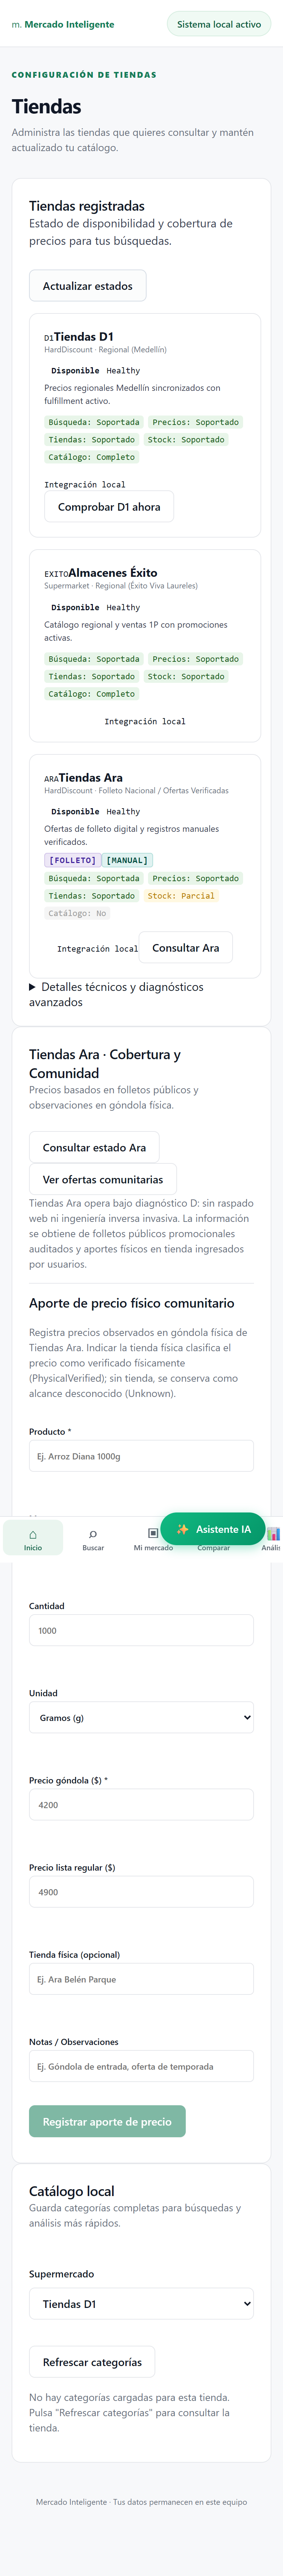 m. Mercado Inteligente
Sistema local activo
CONFIGURACIÓN DE TIENDAS
Tiendas
Administra las tiendas que quieres consultar y mantén
actualizado tu catálogo.
Tiendas registradas
Estado de disponibilidad y cobertura de
precios para tus búsquedas.
Actualizar estados
D1Tiendas D1
HardDiscount · Regional (Medellín)
Disponible Healthy
Precios regionales Medellín sincronizados con
fulfillment activo.
Búsqueda: Soportada Precios: Soportado
Tiendas: Soportado Stock: Soportado
Catálogo: Completo
Integración local
Comprobar D1 ahora
EXITOAlmacenes Éxito
Supermarket · Regional (Éxito Viva Laureles)
Disponible Healthy
Catálogo regional y ventas 1P con promociones
activas.
Búsqueda: Soportada Precios: Soportado
Tiendas: Soportado Stock: Soportado
Catálogo: Completo
Integración local
ARATiendas Ara
HardDiscount · Folleto Nacional / Ofertas Verificadas
Disponible Healthy
Ofertas de folleto digital y registros manuales
verificados.
[FOLLETO] [MANUAL]
Búsqueda: Soportada Precios: Soportado
Tiendas: Soportado Stock: Parcial
Catálogo: No
Integración local Consultar Ara
▶ Detalles técnicos y diagnósticos
avanzados
Tiendas Ara · Cobertura y
Comunidad
Precios basados en folletos públicos y
observaciones en góndola física.
Consultar estado Ara
Ver ofertas comunitarias
Tiendas Ara opera bajo diagnóstico D: sin raspado
web ni ingeniería inversa invasiva. La información
se obtiene de folletos públicos promocionales
auditados y aportes físicos en tienda ingresados
por usuarios.
Aporte de precio físico comunitario
Registra precios observados en góndola física de
Tiendas Ara. Indicar la tienda física clasifica el
precio como verificado físicamente
(PhysicalVerified); sin tienda, se conserva como
alcance desconocido (Unknown).
Producto *
Ej. Arroz Diana 1000g
✨ Asistente IA
Inicio Buscar Mi mercado Comparar
Cantidad
1000
Unidad
Gramos (g)
Precio góndola ($) *
4200
Precio lista regular ($)
4900
Tienda física (opcional)
Ej. Ara Belén Parque
Notas / Observaciones
Ej. Góndola de entrada, oferta de temporada
Registrar aporte de precio
Catálogo local
Guarda categorías completas para búsquedas y
análisis más rápidos.
Supermercado
Tiendas D1
Refrescar categorías
No hay categorías cargadas para esta tienda.
Pulsa "Refrescar categorías" para consultar la
tienda.
Mercado Inteligente · Tus datos permanecen en este equipo